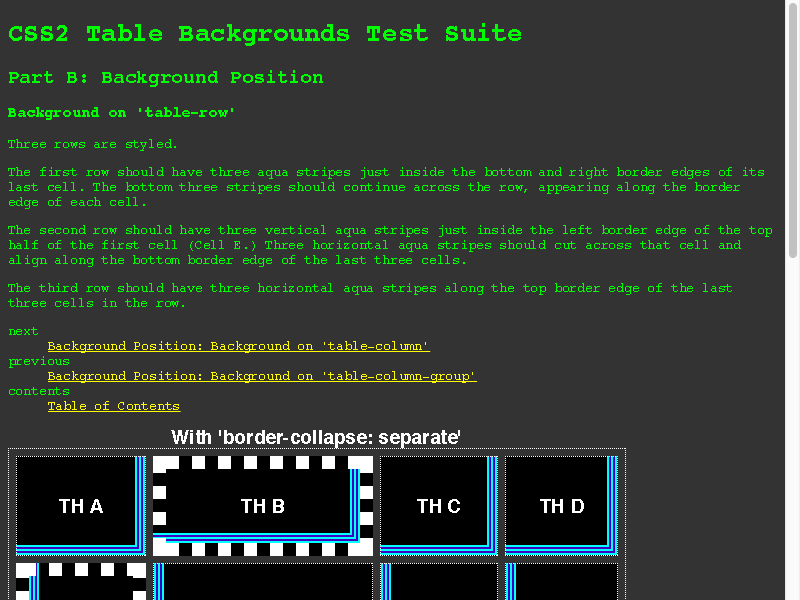 CSS2 Table Backgrounds Test Suite
Part B: Background Position
Background on 'table-row'
Three rows are styled.
The first row should have three aqua stripes just inside the bottom and right border edges of its
last cell. The bottom three stripes should continue across the row, appearing along the border
edge of each cell.
The second row should have three vertical aqua stripes just inside the left border edge of the top
half of the first cell (Cell E.) Three horizontal aqua stripes should cut across that cell and
align along the bottom border edge of the last three cells.
The third row should have three horizontal aqua stripes along the top border edge of the last
three cells in the row.
next
Background Position: Background on 'table-column'
previous
Background Position: Background on 'table-column-group'
contents
Table of Contents
With 'border-collapse: separate'
TH A TH B TH C TH D